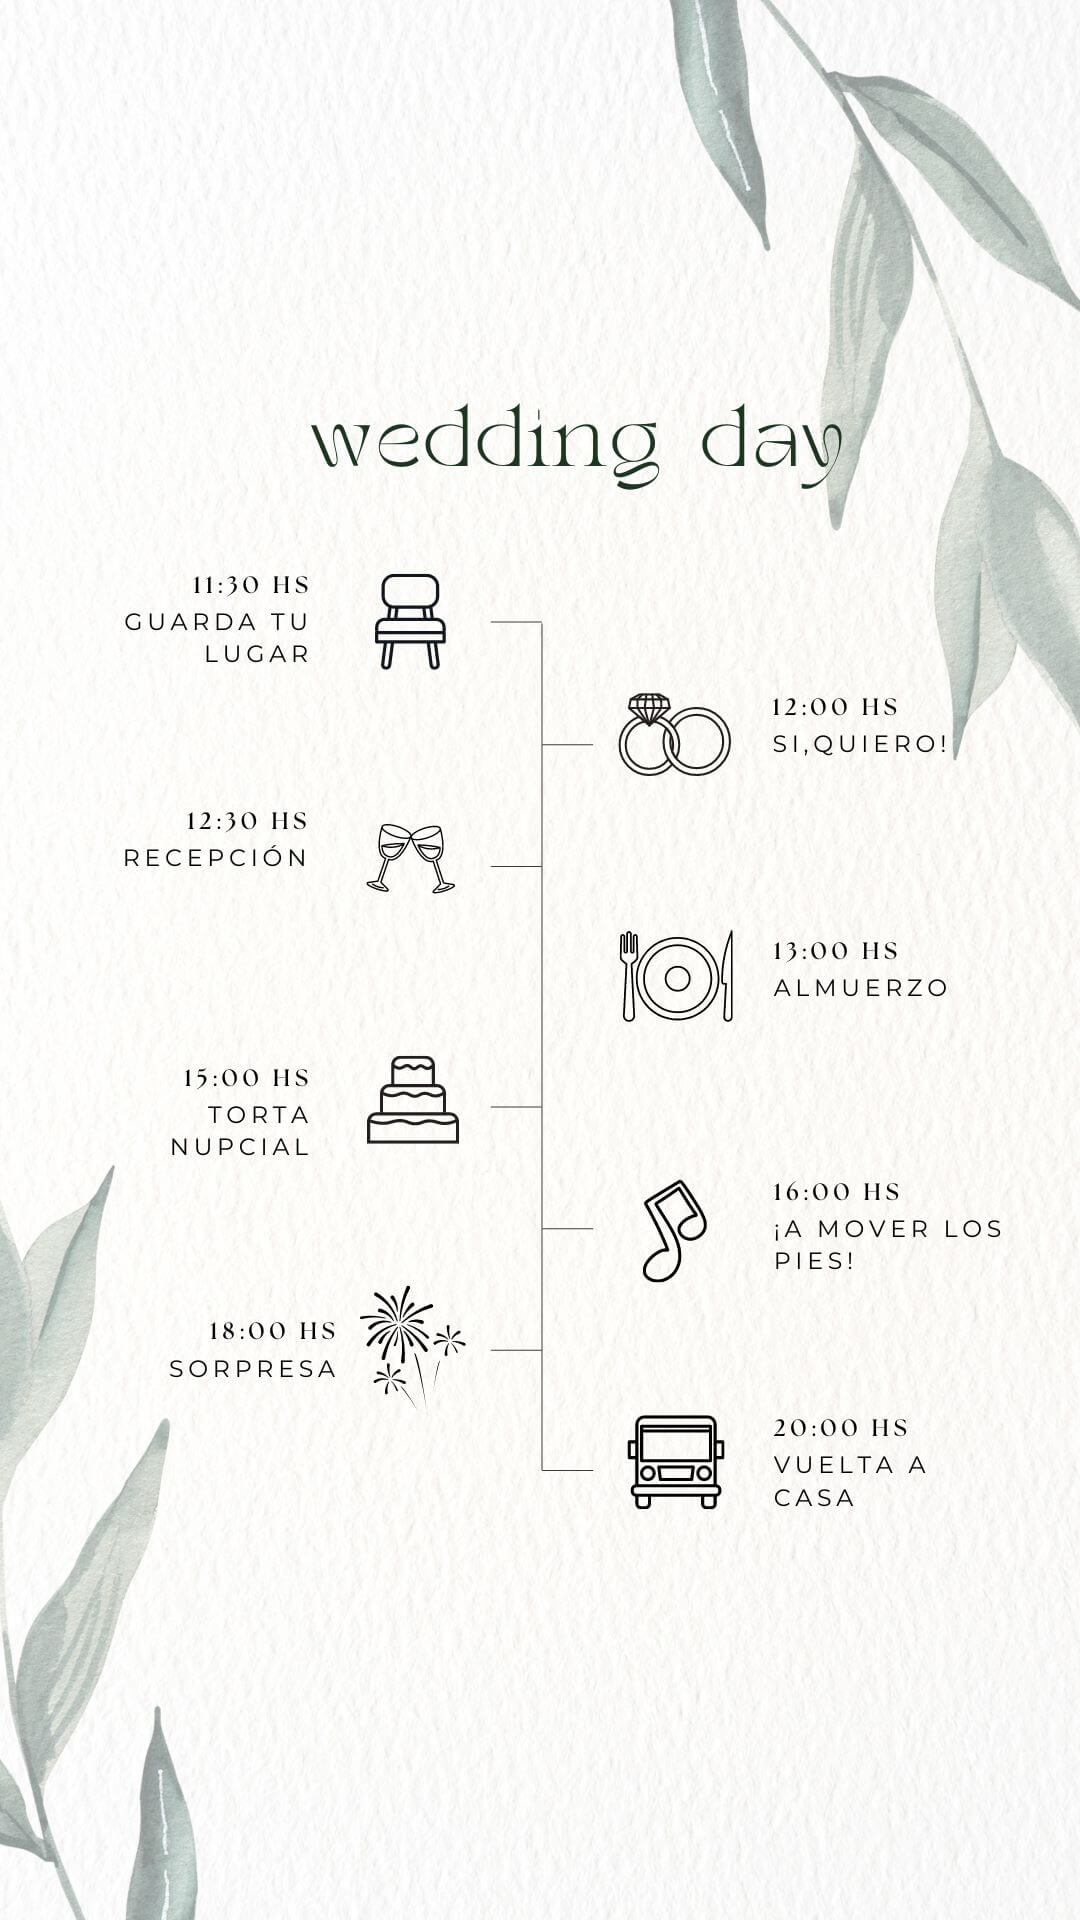 wedding day
11:30 HS
GUARDA TU
LUGAR
12:00 HS
SI,QUIERO!
12:30 HS
RECEPCIÓN
13:00 HS
ALMUERZO
15:00 HS
TORTA
NUPCIAL
16:00 HS
¡A MOVER LOS
PIES!
18:00 HS
SORPRESA
20:00 HS
VUELTA A
CASA